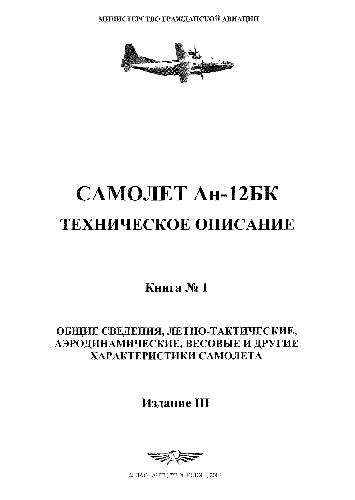 МИНИСТЕРСТВО ГРАЖДАНСКОЙ АВИАЦИИ
САМОЛЕТ Ан-12БК
ТЕХНИЧЕСКОЕ ОПИСАНИЕ
Книга № 1
ОБЩИЕ СВЕДЕНИЯ, ЛЕТНО-ТАКТИЧЕСКИЕ,
АЭРОДИНАМИЧЕСКИЕ, ВЕСОВЫЕ И ДРУГИЕ
ХАРАКТЕРИСТИКИ САМОЛЕТА
Издание III